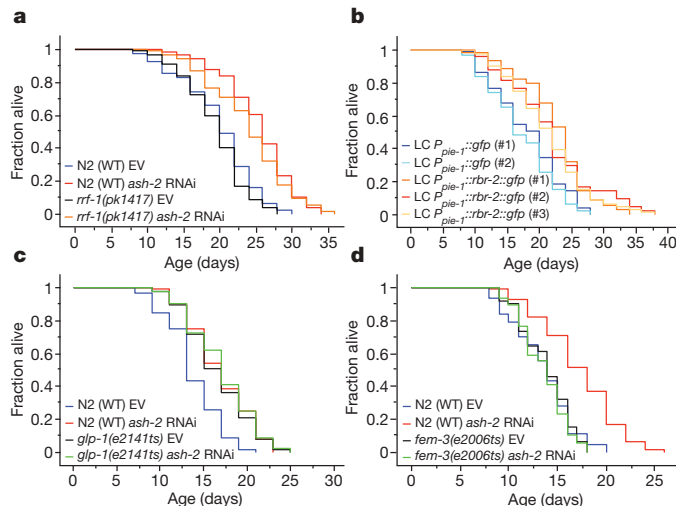 a
Fraction alive
1
0.8
0.6
0.4
0.2
0
N2 (WT) EV
N2 (WT) ash-2 RNAi
rrf-1(pk1417) EV
rrf-1(pk1417) ash-2 RNAi
0 5 10 15 20 25 30 35
Age (days)
b
Fraction alive
1
0.8
0.6
0.4
0.2
0
LC Ppie-1::gfp (#1)
LC Ppie-1::gfp (#2)
LC Ppie-1::rbr-2::gfp (#1)
LC Ppie-1::rbr-2::gfp (#2)
LC Ppie-1::rbr-2::gfp (#3)
0 5 10 15 20 25 30 35 40
Age (days)
c
Fraction alive
1
0.8
0.6
0.4
0.2
0
N2 (WT) EV
N2 (WT) ash-2 RNAi
glp-1(e2141ts) EV
glp-1(e2141ts) ash-2 RNAi
0 5 10 15 20 25 30
Age (days)
d
Fraction alive
1
0.8
0.6
0.4
0.2
0
N2 (WT) EV
N2 (WT) ash-2 RNAi
fem-3(e2006ts) EV
fem-3(e2006ts) ash-2 RNAi
0 5 10 15 20 25
Age (days)